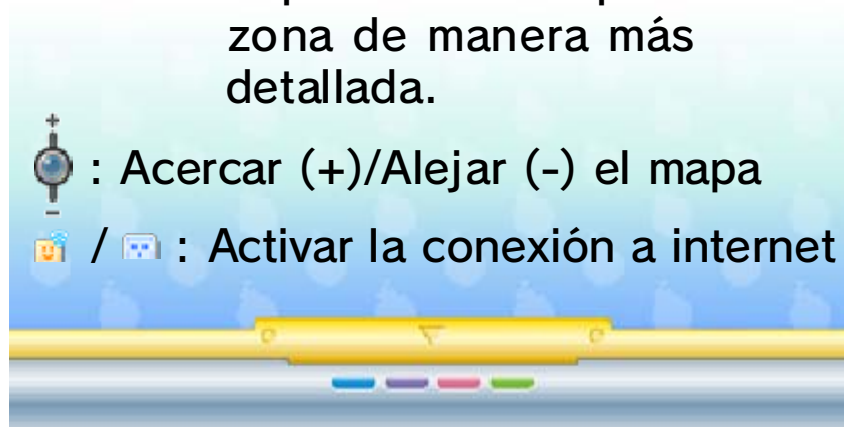 zona de manera más
detallada.
+
: Acercar (+)/Alejar (-) el mapa
-
/ : Activar la conexión a internet